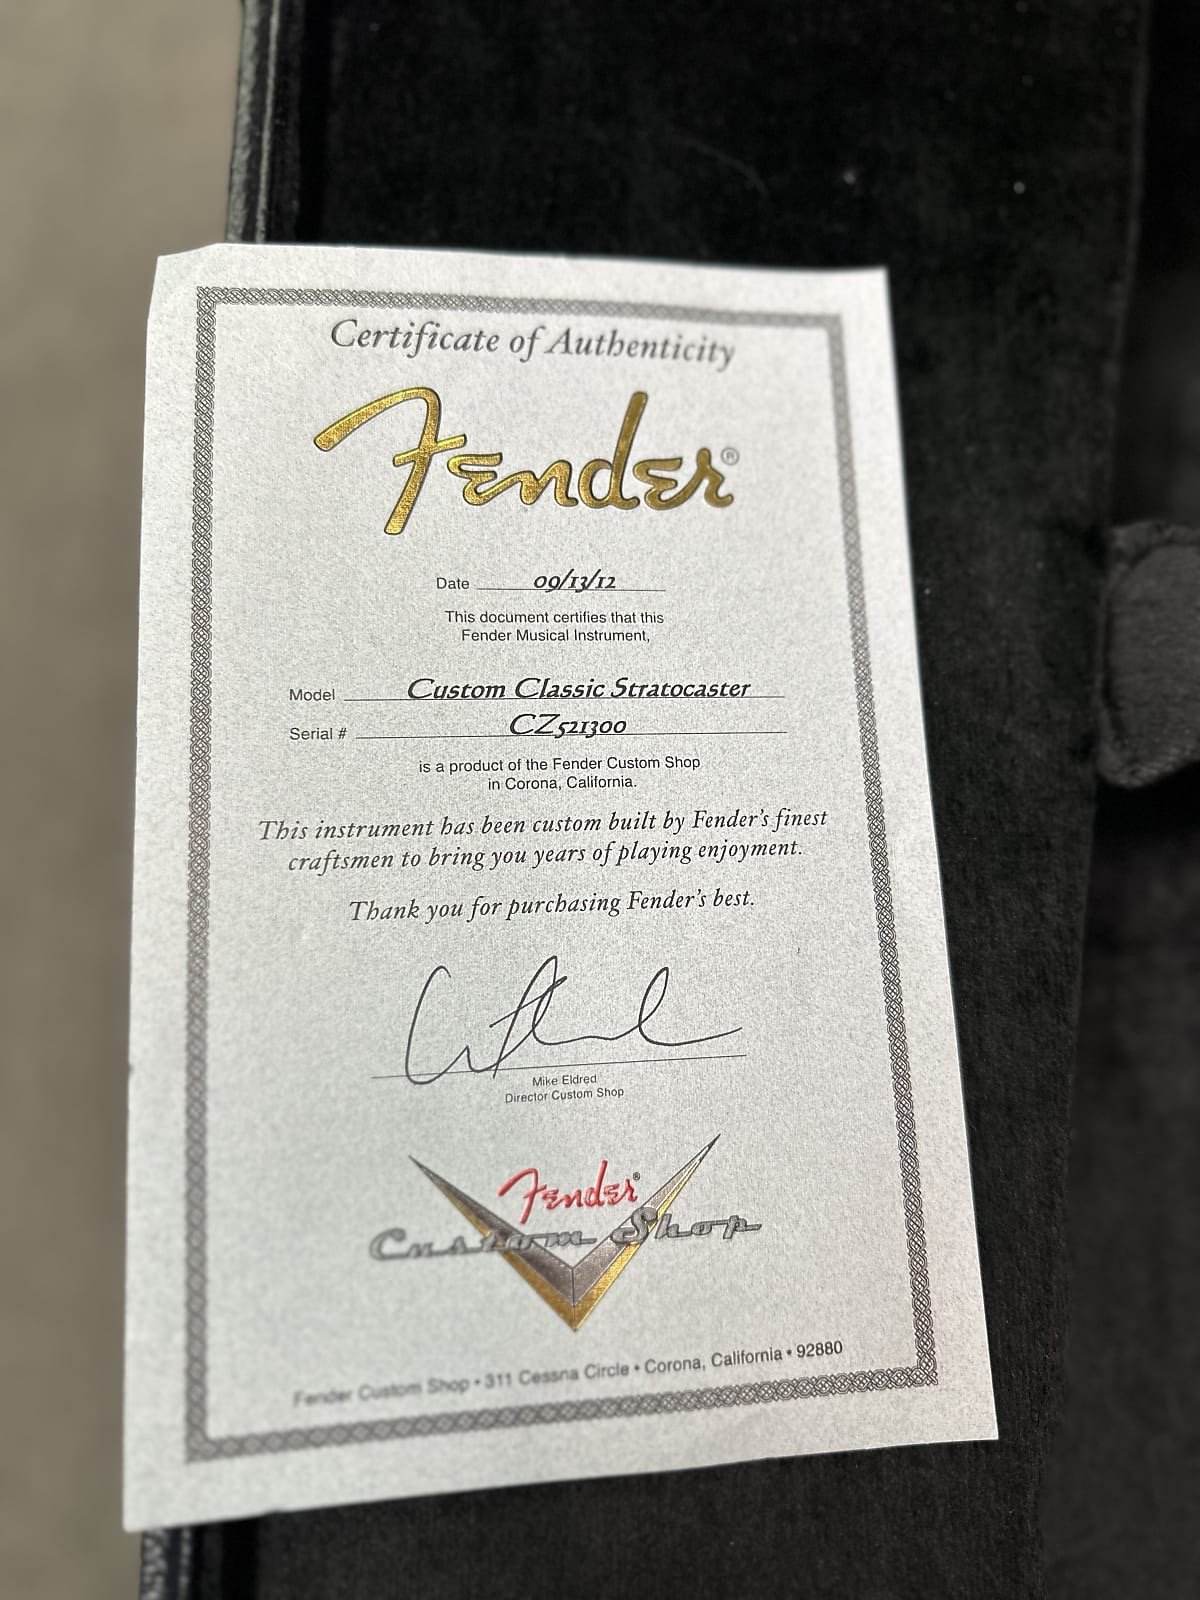 Certificate of Authenticity
Fender®
Date 09/13/12
This document certifies that this
Fender Musical Instrument,
Model Custom Classic Stratocaster
Serial # CZ521300
is a product of the Fender Custom Shop
in Corona, California.
This instrument has been custom built by Fender's finest
craftsmen to bring you years of playing enjoyment.
Thank you for purchasing Fender's best.
Mike Eldred
Director Custom Shop
Fender®
Custom Shop
Fender Custom Shop • 311 Cessna Circle • Corona, California • 92880